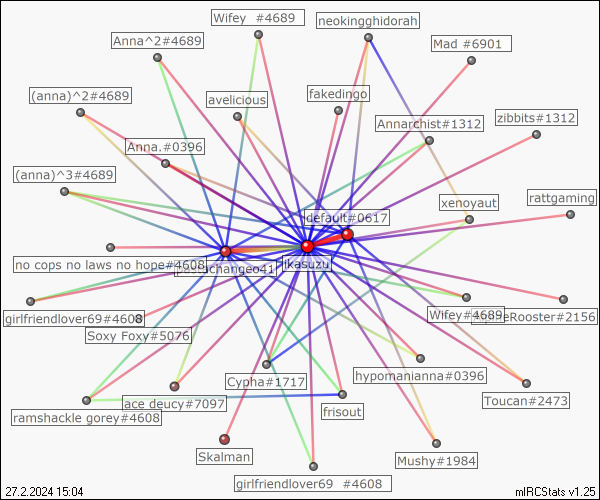 Wifey #4689
neokingghidorah
Anna^2#4689
Mad #6901
(anna)^2#4689
avelicious
fakedingo
Annarchist#1312
zibbits#1312
Anna.#0396
(anna)^3#4689
xenoyaut
rattgaming
default#0617
no cops no laws no hope#4608
ikasuzu
girlfriendlover69#4608
Wifey#4689
Rooster#2156
Soxy Foxy#5076
Cypha#1717
hypomanianna#0396
ace deucy#7097
Toucan#2473
ramshackle gorey#4608
frisout
Skalman
Mushy#1984
girlfriendlover69 #4608
27.2.2024 15:04
mIRCStats v1.25